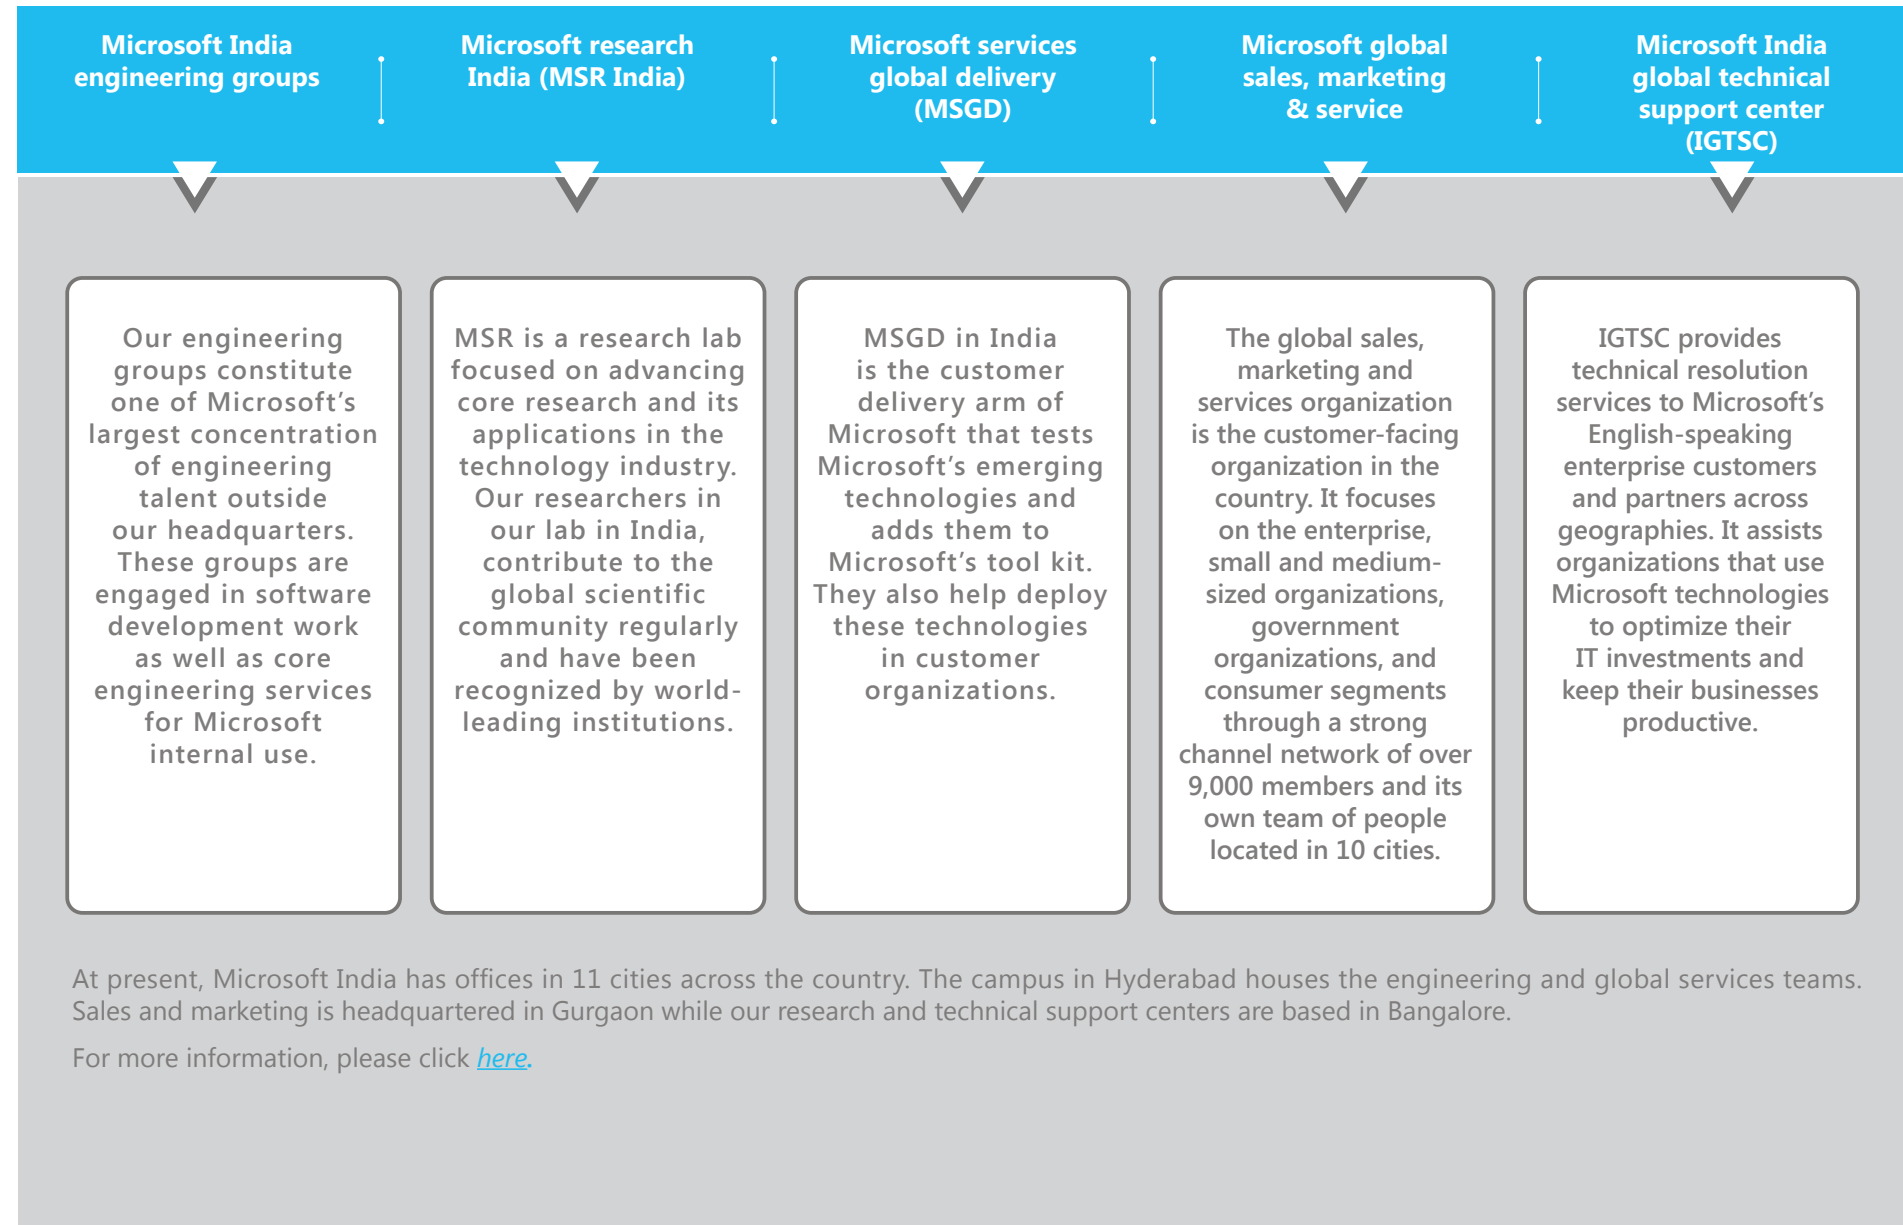 Microsoft India
engineering groups
Microsoft research
India (MSR India)
Microsoft services
global delivery
(MSGD)
Microsoft global
sales, marketing
& service
Microsoft India
global technical
support center
(IGTSC)
Our engineering
groups constitute
one of Microsoft’s
largest concentration
of engineering
talent outside
our headquarters.
These groups are
engaged in software
development work
as well as core
engineering services
for Microsoft
internal use.
MSR is a research lab
focused on advancing
core research and its
applications in the
technology industry.
Our researchers in
our lab in India,
contribute to the
global scientific
community regularly
and have been
recognized by world-
leading institutions.
MSGD in India
is the customer
delivery arm of
Microsoft that tests
Microsoft’s emerging
technologies and
adds them to
Microsoft’s tool kit.
They also help deploy
these technologies
in customer
organizations.
The global sales,
marketing and
services organization
is the customer-facing
organization in the
country. It focuses
on the enterprise,
small and medium-
sized organizations,
government
organizations, and
consumer segments
through a strong
channel network of over
9,000 members and its
own team of people
located in 10 cities.
IGTSC provides
technical resolution
services to Microsoft’s
English-speaking
enterprise customers
and partners across
geographies. It assists
organizations that use
Microsoft technologies
to optimize their
IT investments and
keep their businesses
productive.
At present, Microsoft India has offices in 11 cities across the country. The campus in Hyderabad houses the engineering and global services teams.
Sales and marketing is headquartered in Gurgaon while our research and technical support centers are based in Bangalore.
For more information, please click here.